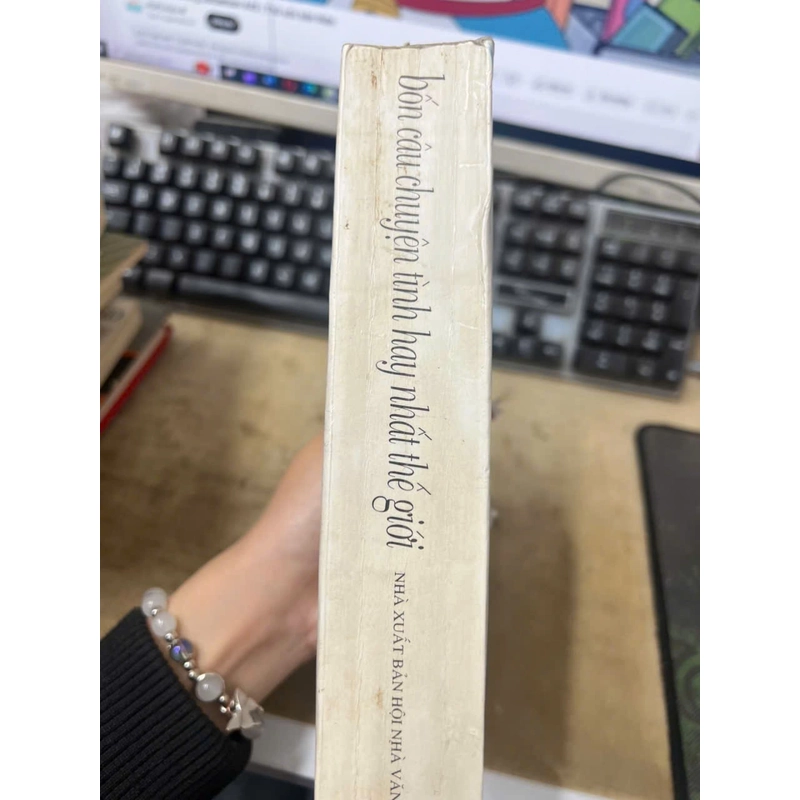 bốn câu chuyện tình hay nhất thế giới
NHÀ XUẤT BẢN HỘI NHÀ VĂN